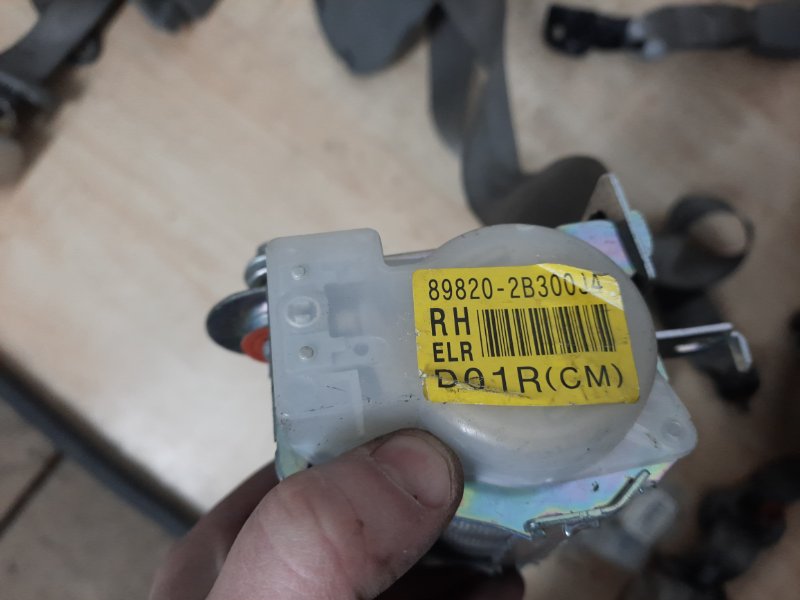 89820-2B300J4
RH
ELR
D01R(CM)